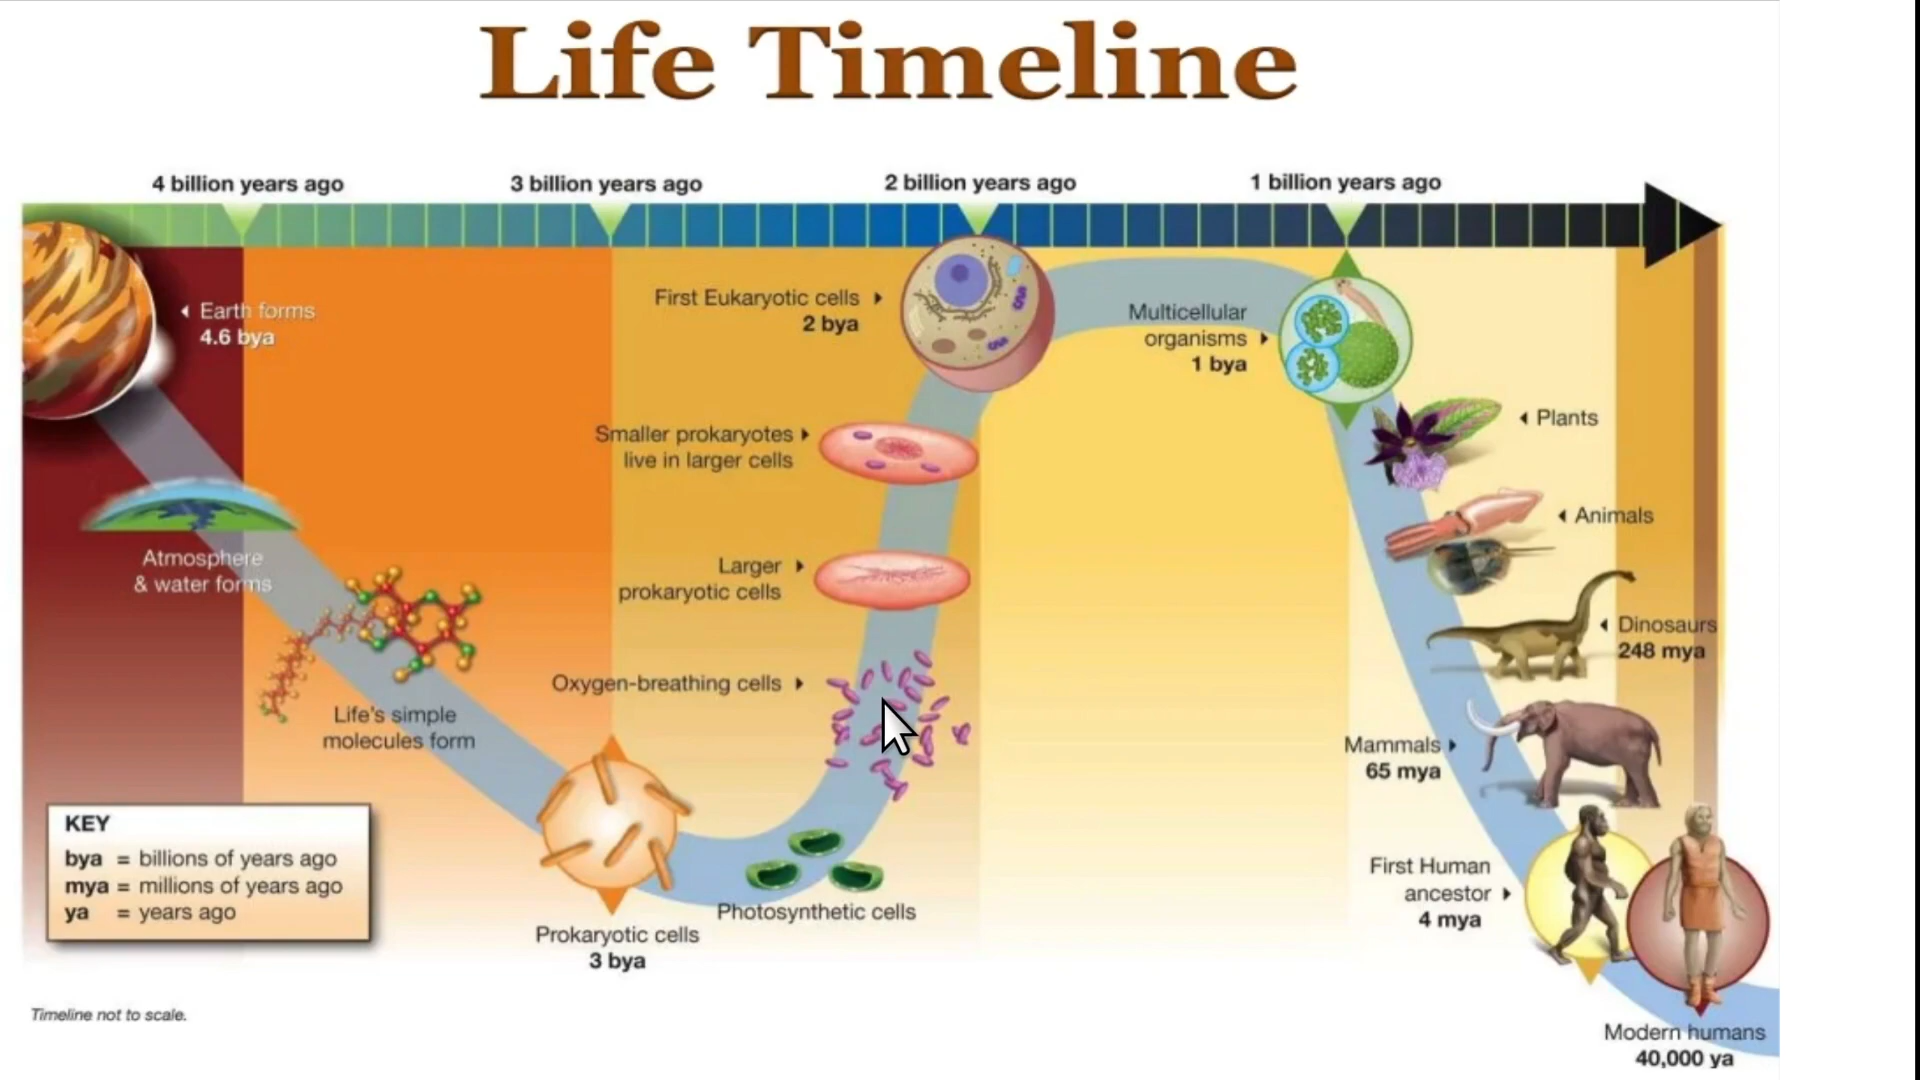 Life Timeline
4 billion years ago
3 billion years ago
2 billion years ago
1 billion years ago
Earth forms
4.6 bya
Atmosphere
& water forms
Life's simple
molecules form
Prokaryotic cells
3 bya
Photosynthetic cells
Oxygen-breathing cells
Larger
prokaryotic cells
Smaller prokaryotes
live in larger cells
First Eukaryotic cells
2 bya
Multicellular
organisms
1 bya
Plants
Animals
Dinosaurs
248 mya
Mammals
65 mya
First Human
ancestor
4 mya
Modern humans
40,000 ya
KEY
bya = billions of years ago
mya = millions of years ago
ya = years ago
Timeline not to scale.